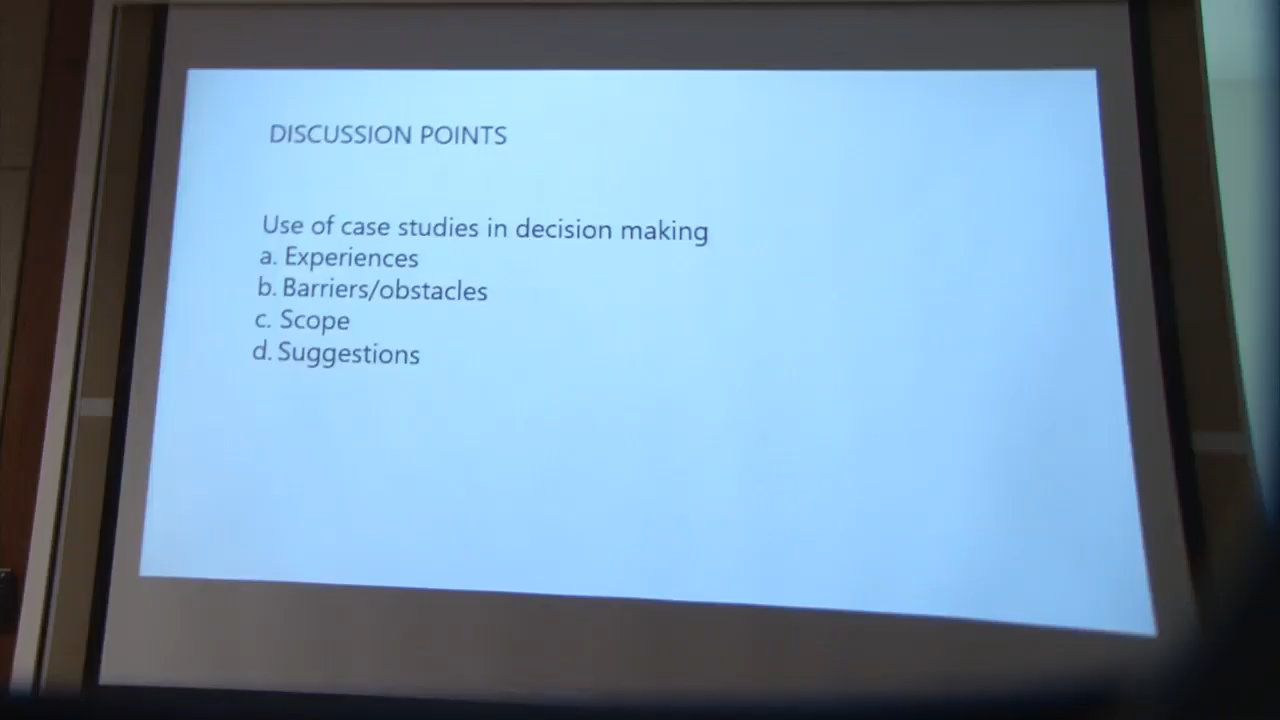 DISCUSSION POINTS
Use of case studies in decision making
a. Experiences
b. Barriers/obstacles
c. Scope
d. Suggestions